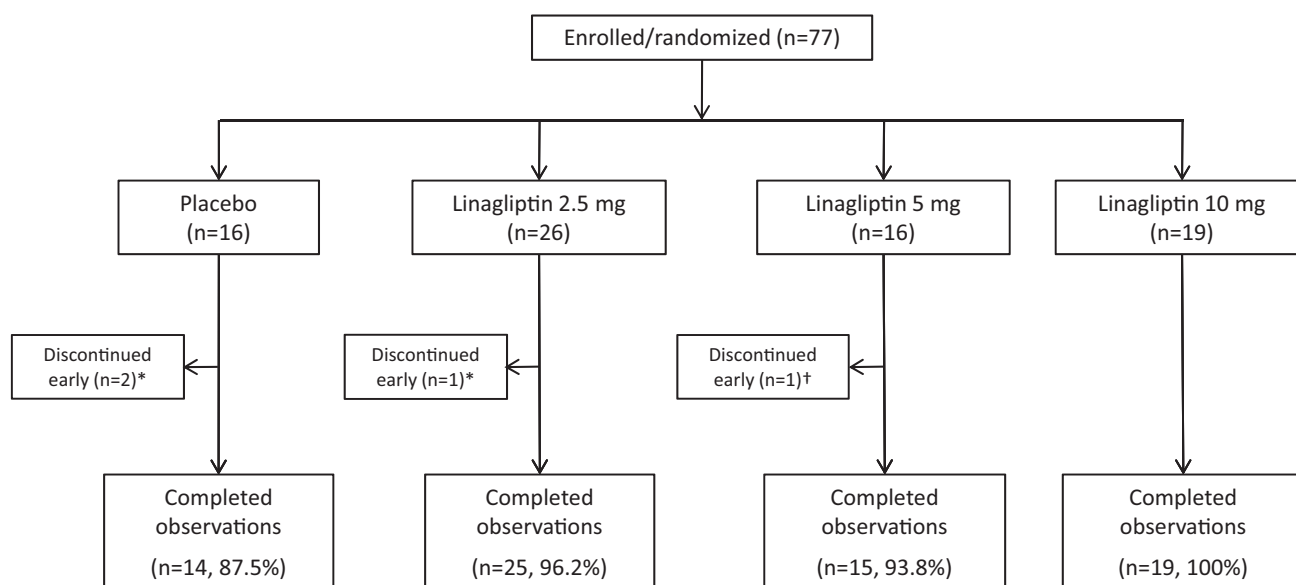 Enrolled/randomized (n=77)
Placebo
(n=16)
Linagliptin 2.5 mg
(n=26)
Linagliptin 5 mg
(n=16)
Linagliptin 10 mg
(n=19)
Discontinued
early (n=2)*
Discontinued
early (n=1)*
Discontinued
early (n=1)†
Completed
observations
(n=14, 87.5%)
Completed
observations
(n=25, 96.2%)
Completed
observations
(n=15, 93.8%)
Completed
observations
(n=19, 100%)